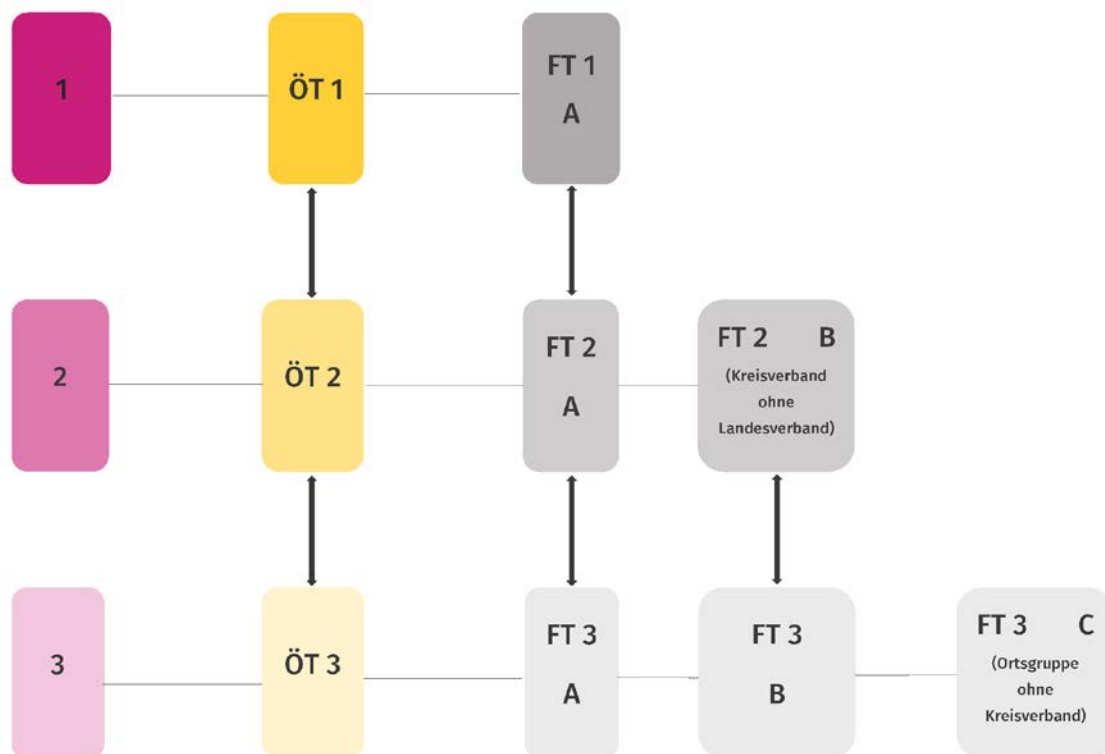 1
ÖT 1
FT 1
A
2
ÖT 2
FT 2
A
FT 2 B
(Kreisverband
ohne
Landesverband)
3
ÖT 3
FT 3
A
FT 3
B
FT 3 C
(Ortsgruppe
ohne
Kreisverband)